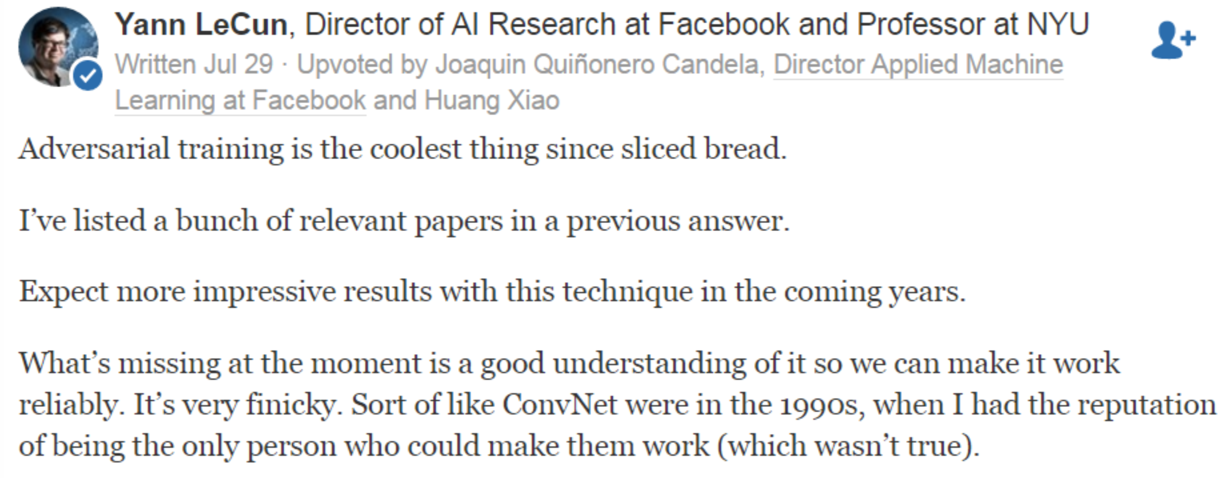 Yann LeCun, Director of AI Research at Facebook and Professor at NYU
Written Jul 29 · Upvoted by Joaquin Quiñonero Candela, Director Applied Machine
Learning at Facebook and Huang Xiao
Adversarial training is the coolest thing since sliced bread.
I’ve listed a bunch of relevant papers in a previous answer.
Expect more impressive results with this technique in the coming years.
What’s missing at the moment is a good understanding of it so we can make it work
reliably. It’s very finicky. Sort of like ConvNet were in the 1990s, when I had the reputation
of being the only person who could make them work (which wasn’t true).